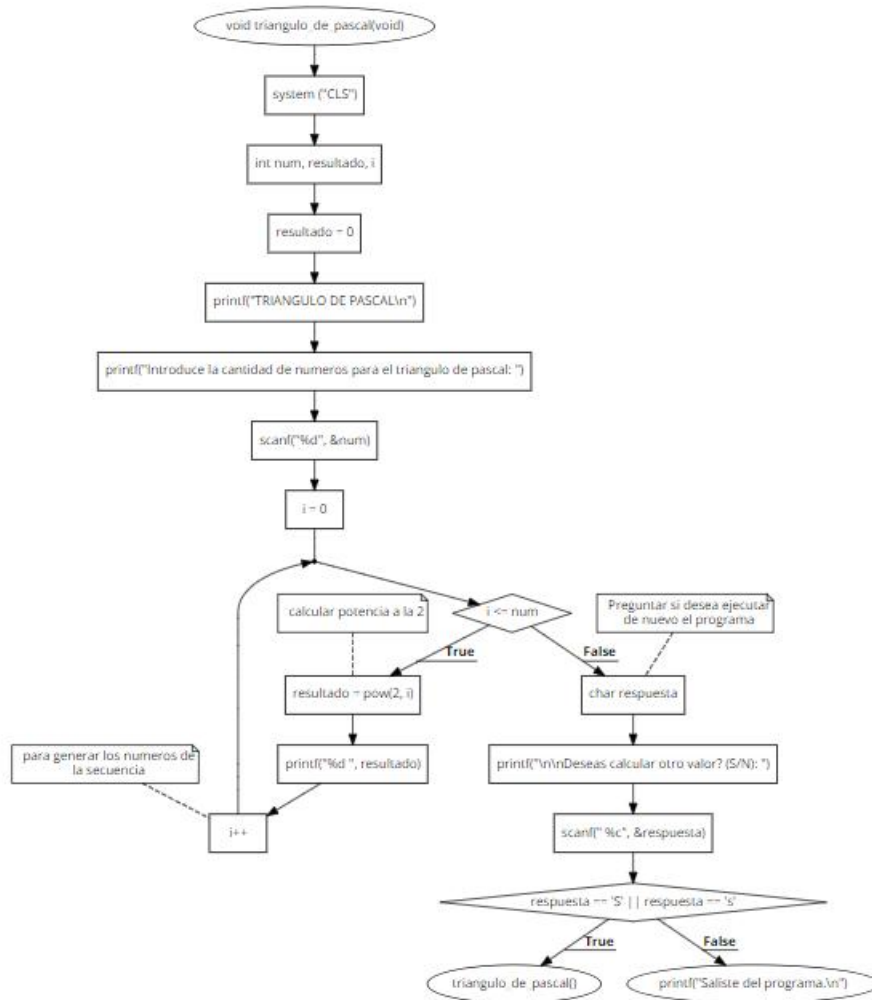 void triangulo_de_pascal(void)
system ("CLS")
int num, resultado, i
resultado = 0
printf("TRIANGULO DE PASCAL\n")
printf("Introduce la cantidad de numeros para el triangulo de pascal: ")
scanf("%d", &num)
i = 0
calcular potencia a la 2
i <= num
Preguntar si desea ejecutar
de nuevo el programa
True
False
resultado = pow(2, i)
char respuesta
para generar los numeros de
la secuencia
printf("%d ", resultado)
printf("\n\nDeseas calcular otro valor? (S/N): ")
i++
scanf(" %c", &respuesta)
respuesta == 'S' || respuesta == 's'
True
False
triangulo_de_pascal()
printf("Saliste del programa.\n")